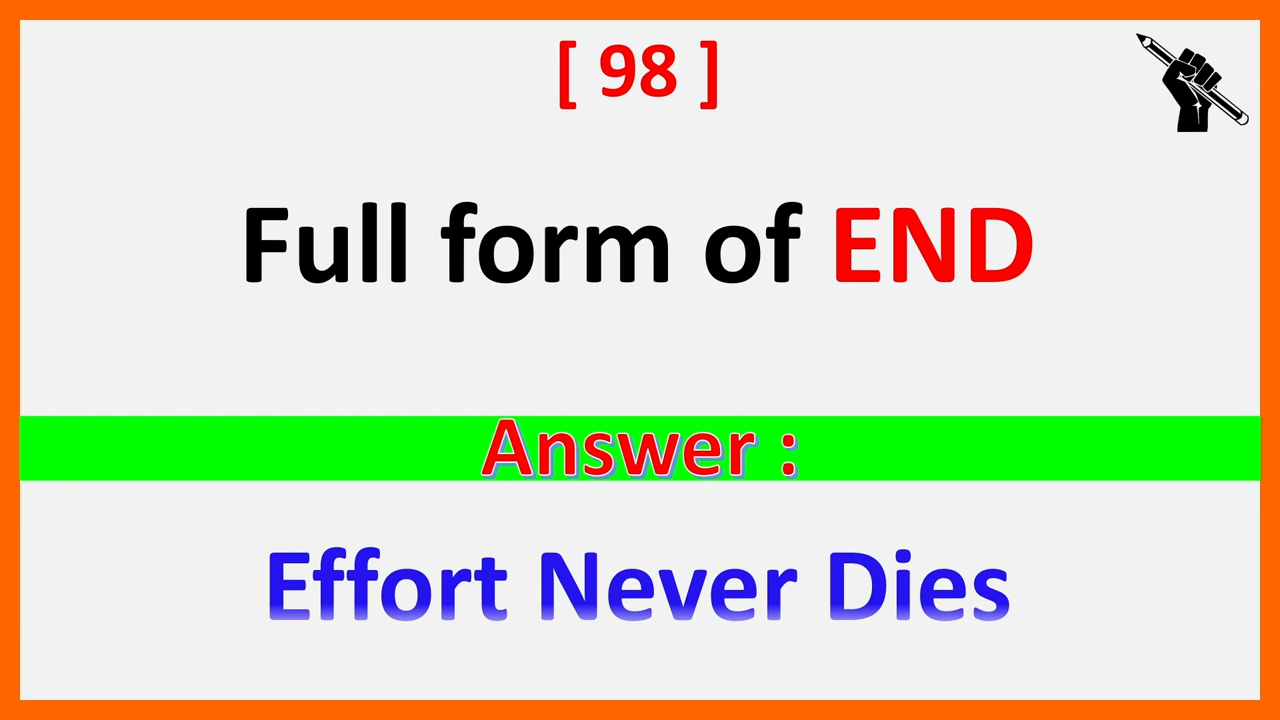 [ 98 ]
Full form of END
Answer :
Effort Never Dies